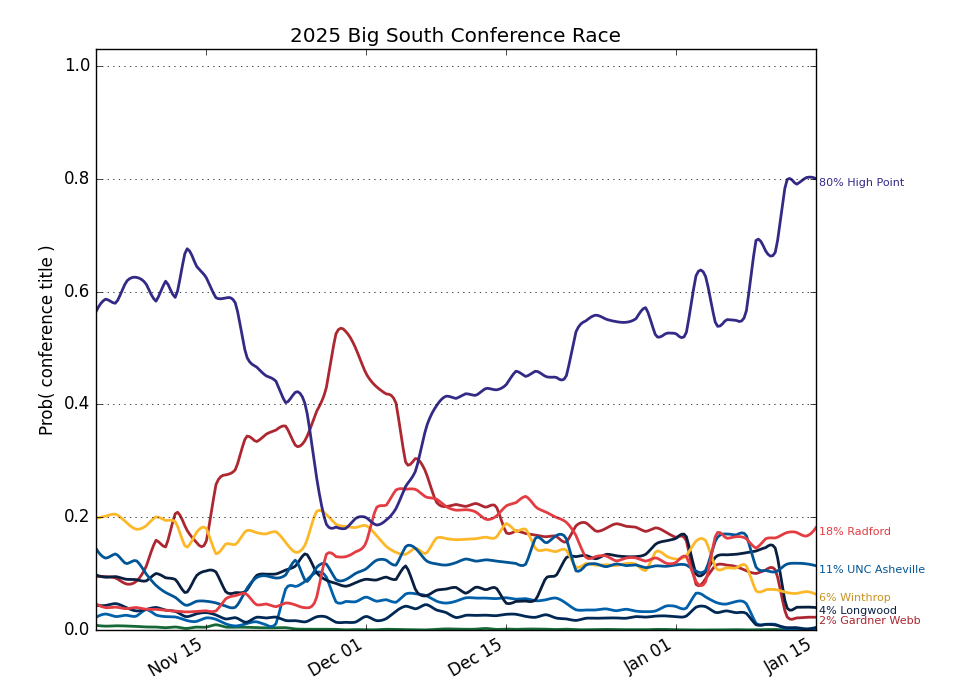 2025 Big South Conference Race
Prob( conference title )
1.0
0.8
0.6
0.4
0.2
0.0
Nov 15
Dec 01
Dec 15
Jan 01
Jan 15
80% High Point
18% Radford
11% UNC Asheville
6% Winthrop
4% Longwood
2% Gardner Webb